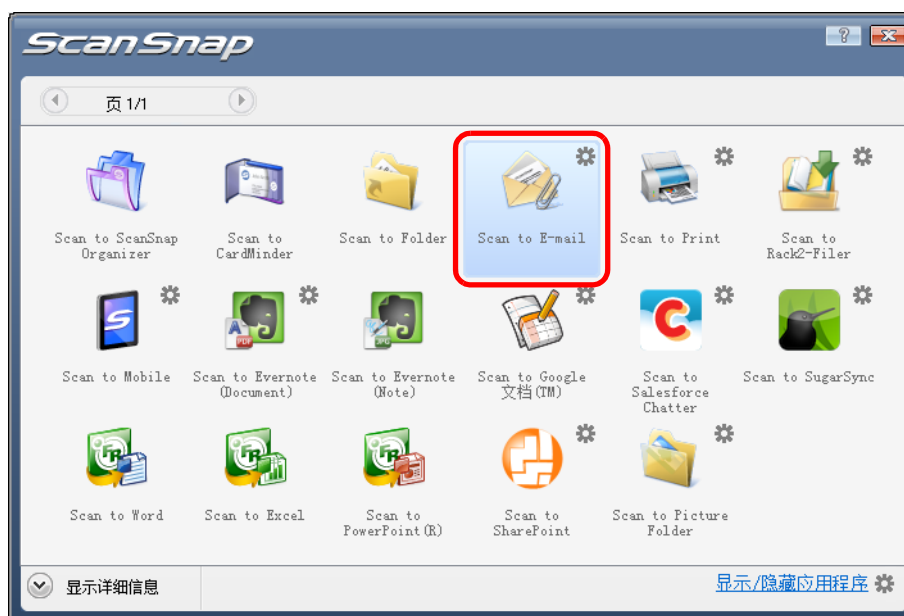 ScanSnap
?
页 1/1
Scan to ScanSnap
Organizer
Scan to
CardMinder
Scan to Folder
Scan to E-mail
Scan to Print
Scan to
Rack2-Filer
Scan to Mobile
Scan to Evernote
(Document)
Scan to Evernote
(Note)
Scan to Google
文档(TM)
Scan to
Salesforce
Chatter
Scan to SugarSync
Scan to Word
Scan to Excel
Scan to
PowerPoint(R)
Scan to
SharePoint
Scan to Picture
Folder
显示详细信息
显示/隐藏应用程序